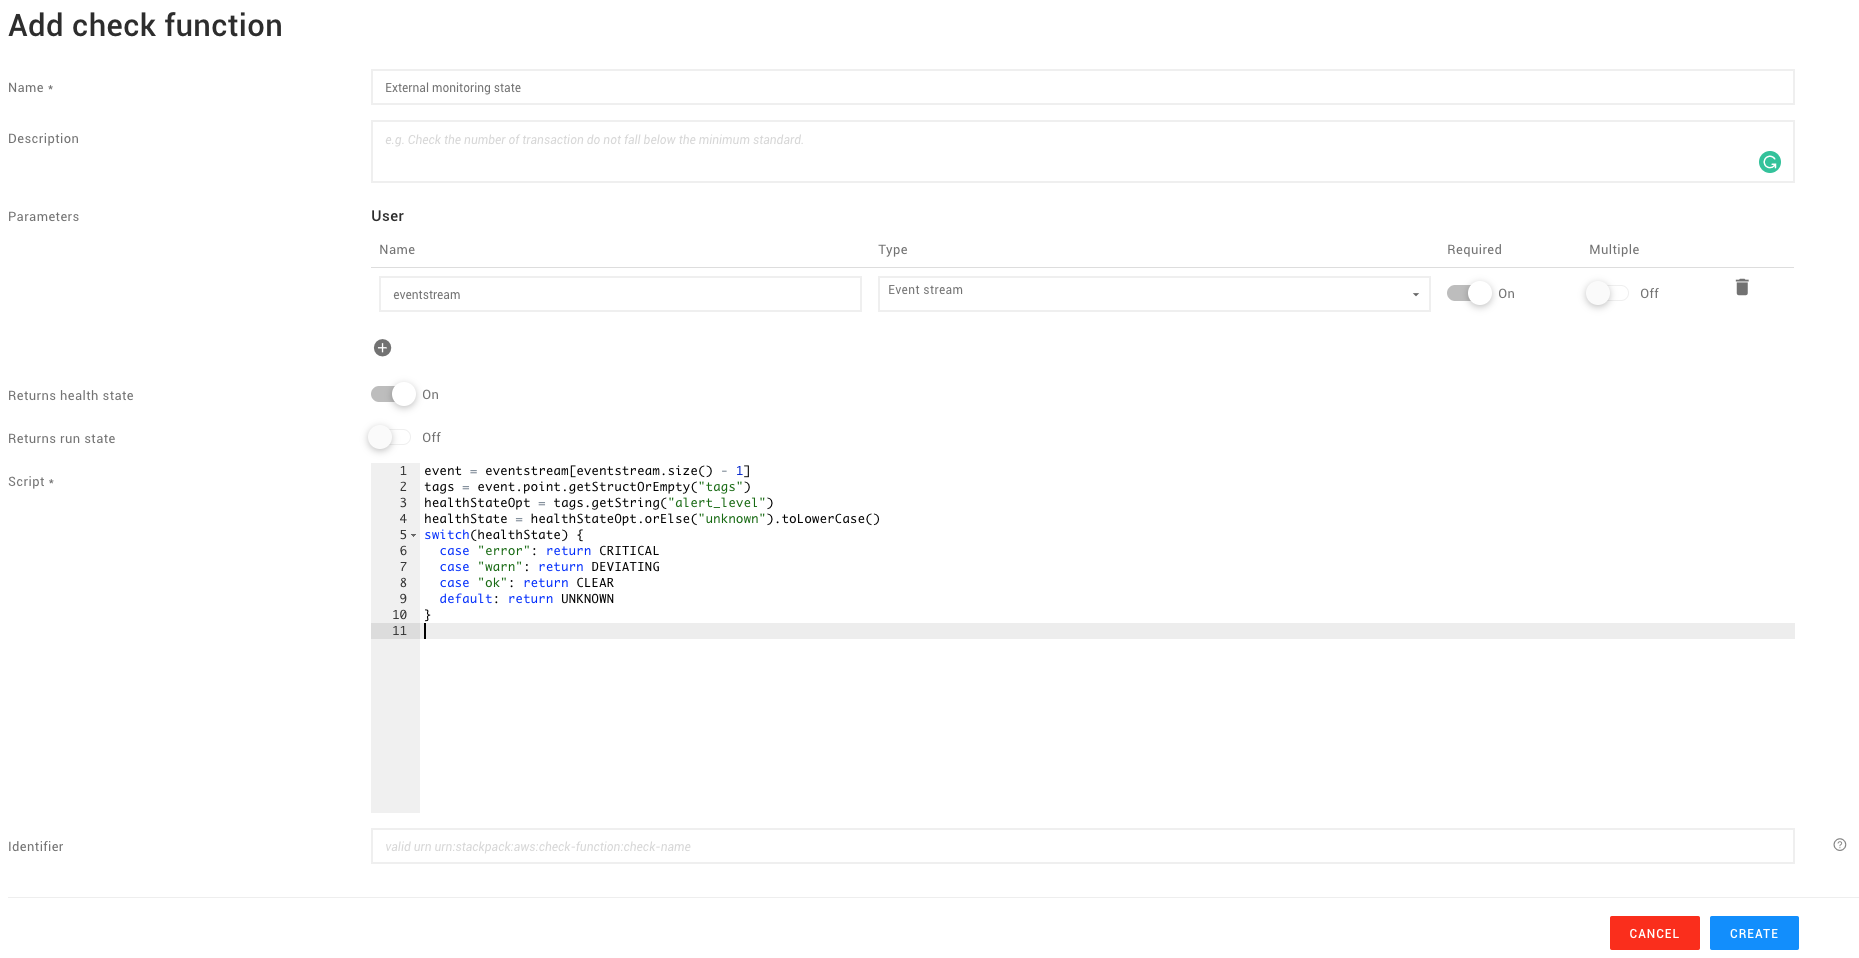 Add check function
Name *
External monitoring state
Description
e.g. Check the number of transaction do not fall below the minimum standard.
Parameters
User
Name Type Required Multiple
eventstream Event stream On Off
Returns health state On
Returns run state Off
Script *
1 event = eventstream[eventstream.size() - 1]
2 tags = event.point.getStructOrEmpty("tags")
3 healthStateOpt = tags.getString("alert_level")
4 healthState = healthStateOpt.orElse("unknown").toLowerCase()
5 switch(healthState) {
6   case "error": return CRITICAL
7   case "warn": return DEVIATING
8   case "ok": return CLEAR
9   default: return UNKNOWN
10 }
11
Identifier
valid urn urn:stackpack:aws:check-function:check-name
CANCEL CREATE